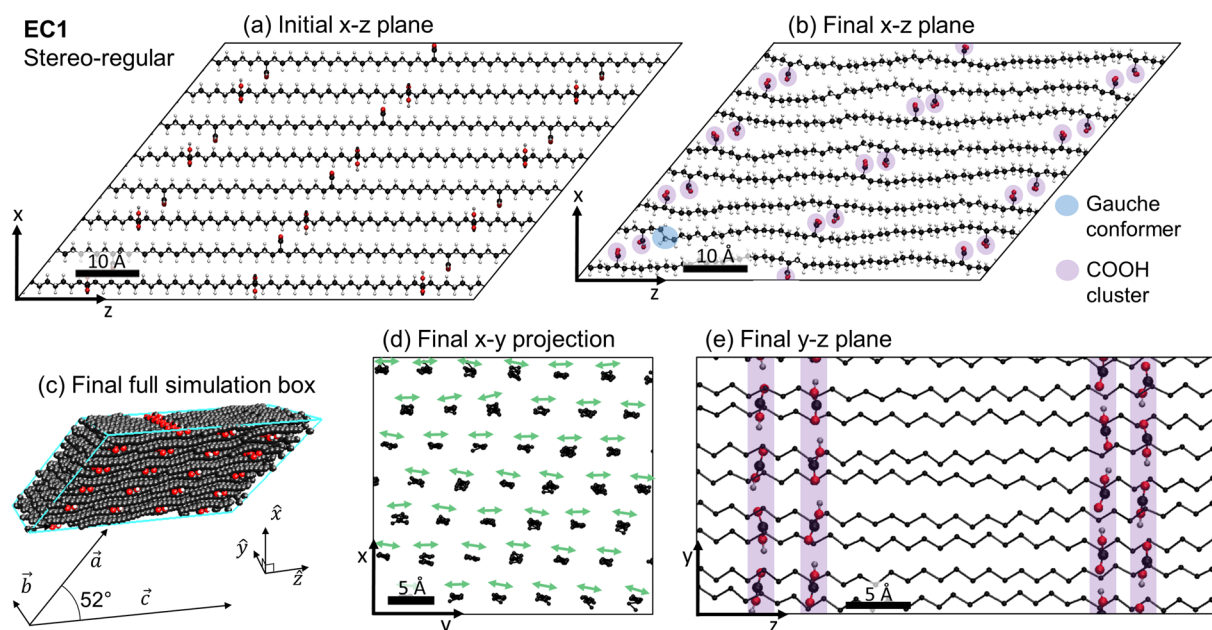 EC1
Stereo-regular
(a) Initial x-z plane
(b) Final x-z plane
x
10 Å
z
x
10 Å
z
Gauche
conformer
COOH
cluster
(c) Final full simulation box
a
b
52°
c
x̂
ŷ
ẑ
(d) Final x-y projection
x
5 Å
y
(e) Final y-z plane
y
5 Å
z